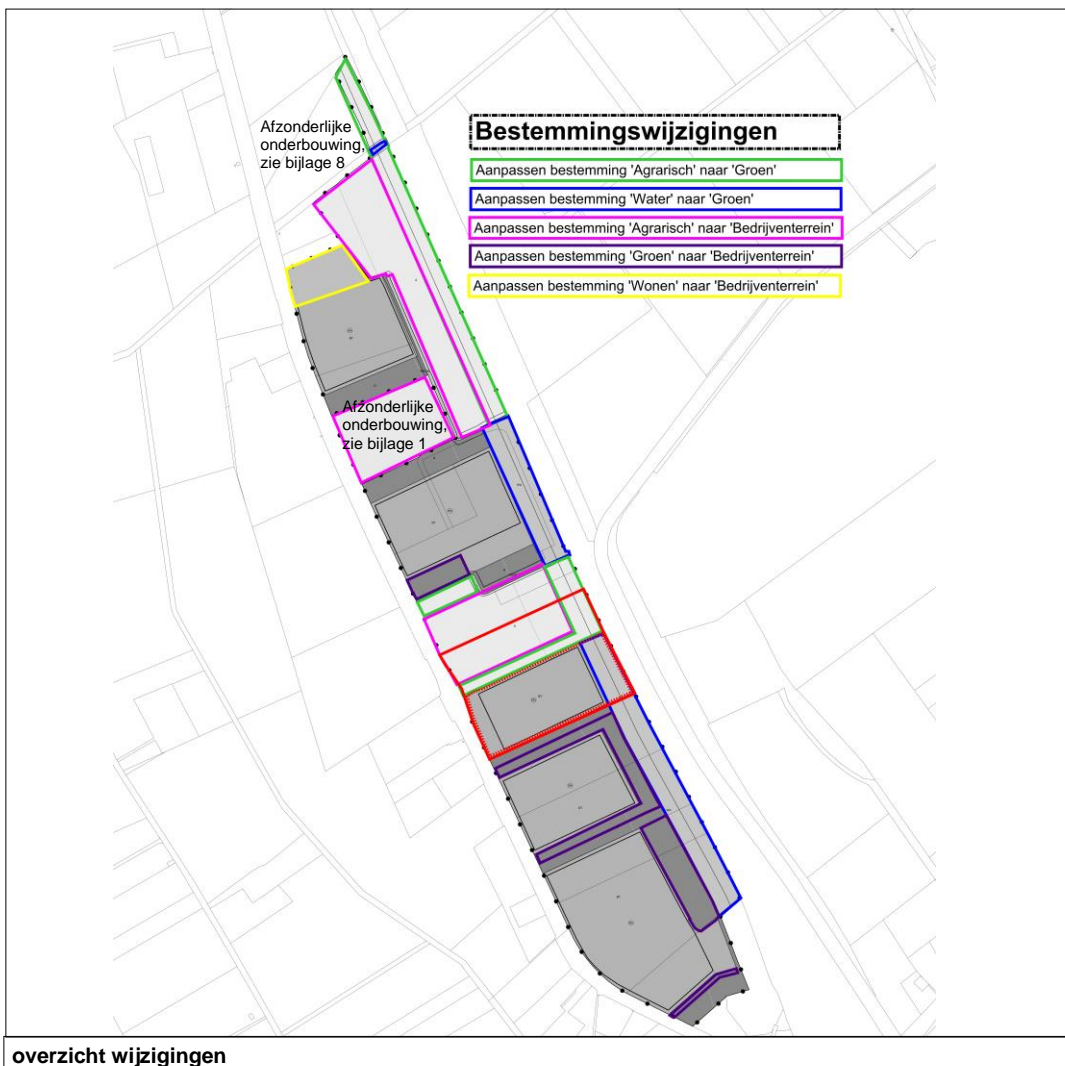 Afzonderlijke
onderbouwing,
zie bijlage 8
Bestemmingswijzigingen
Aanpassen bestemming 'Agrarisch' naar 'Groen'
Aanpassen bestemming 'Water' naar 'Groen'
Aanpassen bestemming 'Agrarisch' naar 'Bedrijventerrein'
Aanpassen bestemming 'Groen' naar 'Bedrijventerrein'
Aanpassen bestemming 'Wonen' naar 'Bedrijventerrein'
Afzonderlijke
onderbouwing,
zie bijlage 1
overzicht wijzigingen